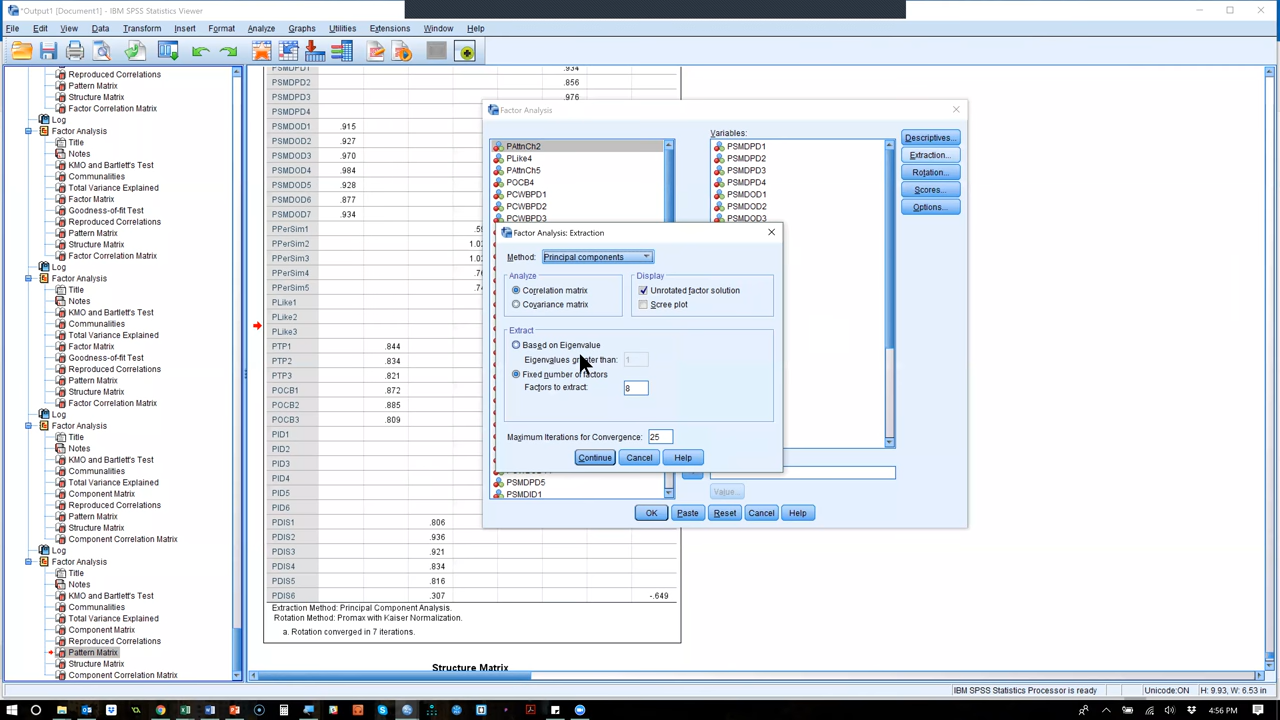 *Output1 [Document1] - IBM SPSS Statistics Viewer
File Edit View Data Transform Insert Format Analyze Graphs Utilities Extensions Window Help
Reproduced Correlations
Pattern Matrix
Structure Matrix
Factor Correlation Matrix
Log
Factor Analysis
Title
Notes
KMO and Bartlett's Test
Communalities
Total Variance Explained
Factor Matrix
Goodness-of-fit Test
Reproduced Correlations
Pattern Matrix
Structure Matrix
Factor Correlation Matrix
Log
Factor Analysis
Title
Notes
KMO and Bartlett's Test
Communalities
Total Variance Explained
Factor Matrix
Goodness-of-fit Test
Reproduced Correlations
Pattern Matrix
Structure Matrix
Factor Correlation Matrix
Log
Factor Analysis
Title
Notes
KMO and Bartlett's Test
Communalities
Total Variance Explained
Component Matrix
Reproduced Correlations
Pattern Matrix
Structure Matrix
Component Correlation Matrix
Log
Factor Analysis
Title
Notes
KMO and Bartlett's Test
Communalities
Total Variance Explained
Component Matrix
Reproduced Correlations
Pattern Matrix
Structure Matrix
Component Correlation Matrix
PSMDPD1 .934
PSMDPD2 .856
PSMDPD3 .976
PSMDPD4
PSMDOD1 .915
PSMDOD2 .927
PSMDOD3 .970
PSMDOD4 .915
PSMDOD5 .928
PSMDOD6 .877
PSMDOD7 .934
PPerSim1
PPerSim2
PPerSim3
PPerSim4
PPerSim5
PLike1
PLike2
PLike3
PTP1 .844
PTP2 .834
PTP3 .821
POCB1 .872
POCB2 .885
POCB3 .809
PID1
PID2
PID3
PID4
PID5
PID6
PDIS1 .806
PDIS2 .936
PDIS3 .921
PDIS4 .834
PDIS5 .816
PDIS6 .307 -.649
Extraction Method: Principal Component Analysis.
Rotation Method: Promax with Kaiser Normalization.
a. Rotation converged in 7 iterations.
Structure Matrix
Factor Analysis
Variables:
PAttnCh2
PLike4
PAttnCh5
POCB4
PCWBPD1
PCWBPD2
PCWBPD3
PSMDPD5
PSMDID1
PSMDPD1
PSMDPD2
PSMDPD3
PSMDPD4
PSMDOD1
PSMDOD2
PSMDOD3
Descriptives...
Extraction...
Rotation...
Scores...
Options...
Value...
OK Paste Reset Cancel Help
Factor Analysis: Extraction
Method: Principal components
Analyze
Correlation matrix
Covariance matrix
Display
Unrotated factor solution
Scree plot
Extract
Based on Eigenvalue
Eigenvalues greater than: 1
Fixed number of factors
Factors to extract: 8
Maximum Iterations for Convergence: 25
Continue Cancel Help
IBM SPSS Statistics Processor is ready Unicode:ON H: 9.93, W: 6.53 in.
4:56 PM